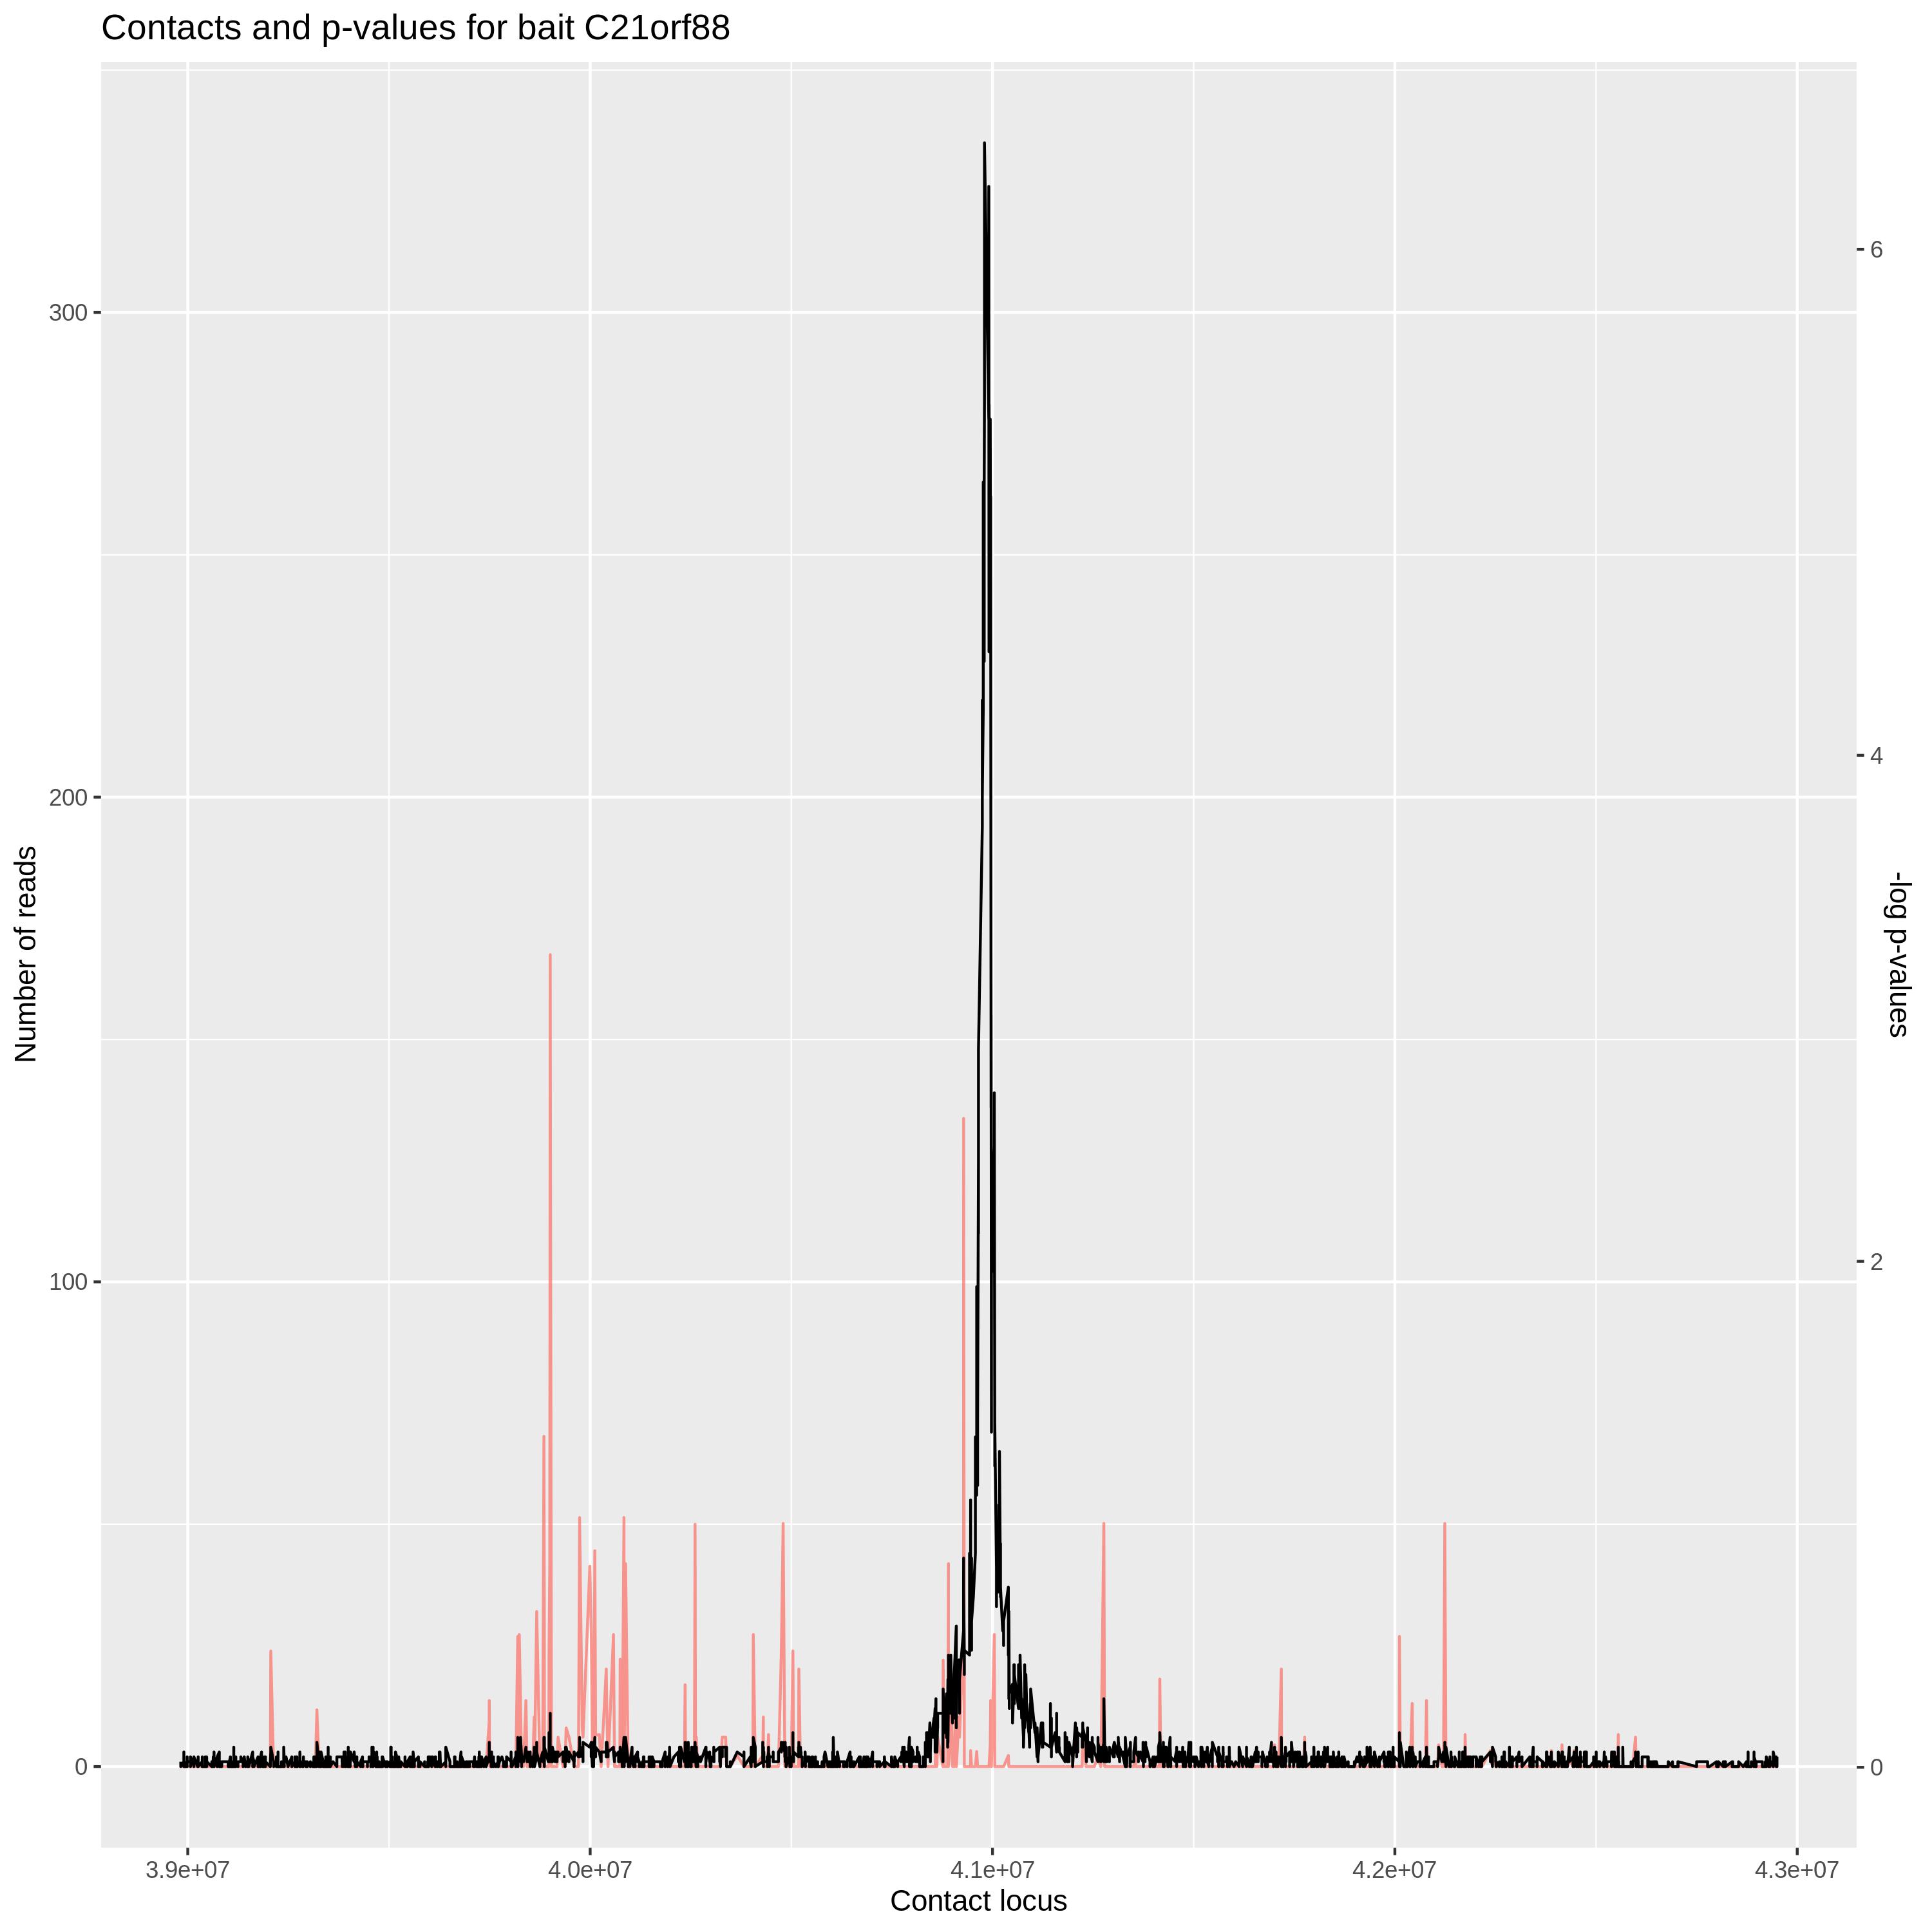 Contacts and p-values for bait C21orf88
300
200
100
0
Number of reads
6
4
2
0
-log p-values
3.9e+07 4.0e+07 4.1e+07 4.2e+07 4.3e+07
Contact locus